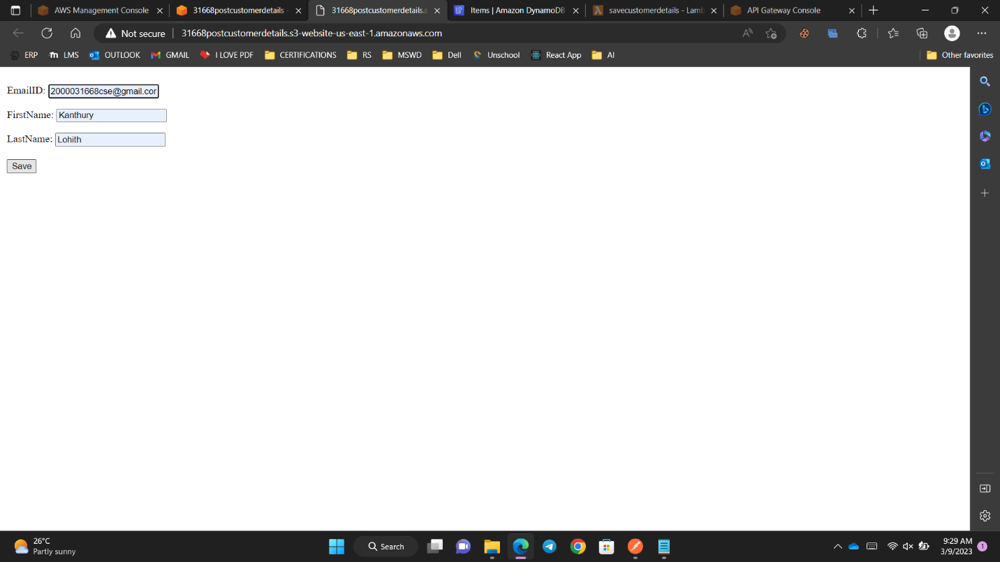 AWS Management Console
31668postcustomerdetails -
31668postcustomerdetails.s
Items | Amazon DynamoDB
savecustomerdetails - Lamb
API Gateway Console
Not secure
31668postcustomerdetails.s3-website-us-east-1.amazonaws.com
ERP
LMS
OUTLOOK
GMAIL
I LOVE PDF
CERTIFICATIONS
RS
MSWD
Dell
Unschool
React App
AI
Other favorites
EmailID: 2000031668cse@gmail.cor
FirstName: Kanthury
LastName: Lohith
Save
26°C
Partly sunny
Search
9:29 AM
3/9/2023
1